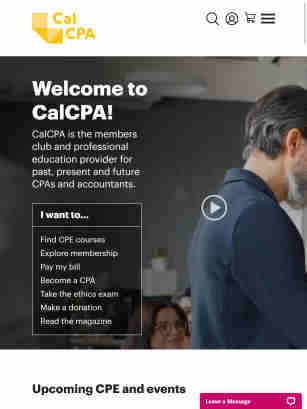 Cal
CPA
Welcome to
CalCPA!
CalCPA is the members
club and professional
education provider for
past, present and future
CPAs and accountants.
I want to...
Find CPE courses
Explore membership
Pay my bill
Become a CPA
Take the ethics exam
Make a donation
Read the magazine
Upcoming CPE and events
Leave a Message